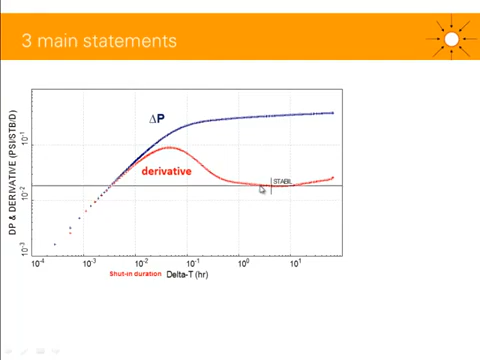 3 main statements
DP & DERIVATIVE (PSI/STB/D)
10-1
10-2
10-3
ΔP
derivative
STABIL
10-4
10-3
10-2
10-1
100
101
Shut-in duration
Delta-T (hr)